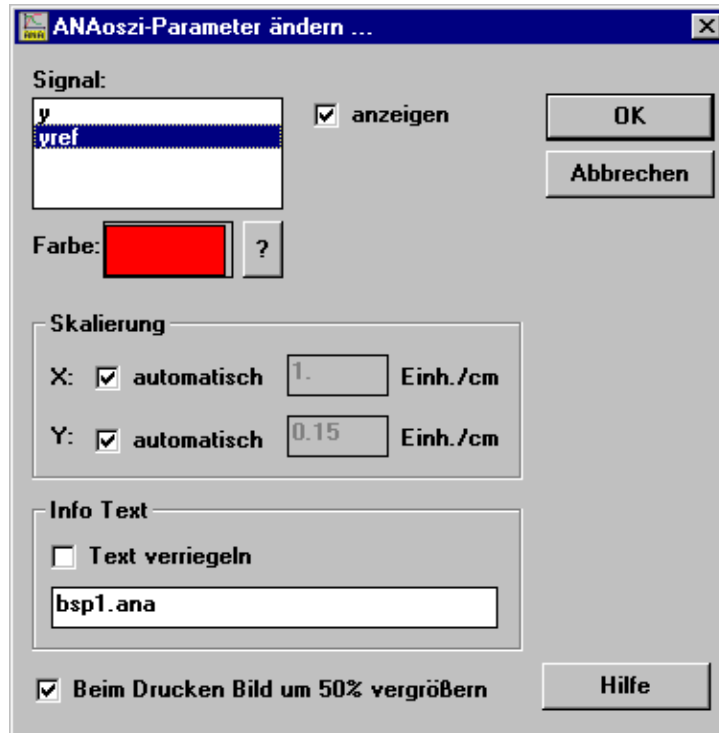 ANAoszi-Parameter ändern ...
Signal:
y
yref
anzeigen
OK
Abbrechen
Farbe:
?
Skalierung
X: automatisch 1. Einh./cm
Y: automatisch 0.15 Einh./cm
Info Text
Text verriegeln
bsp1.ana
Beim Drucken Bild um 50% vergrößern
Hilfe